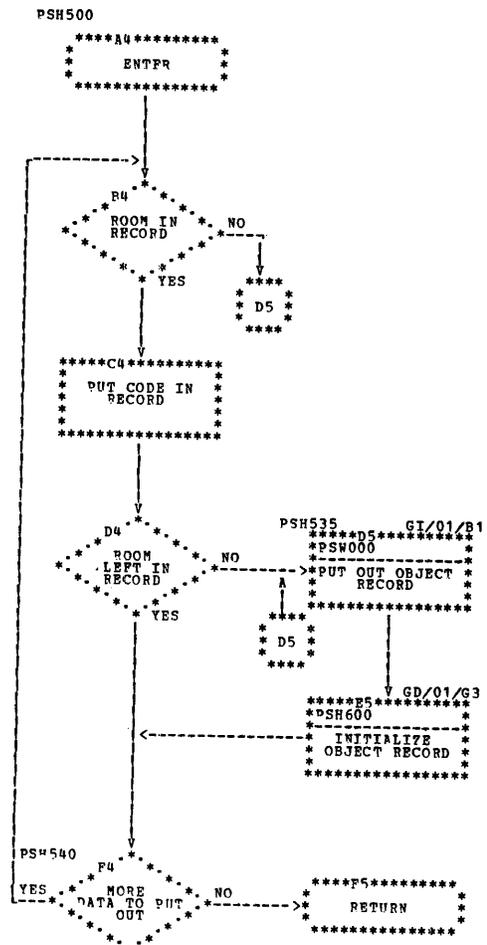 PSH500
A4
ENTER
B4
ROOM IN
RECORD
NO
YES
D5
C4
PUT CODE IN
RECORD
D4
ROOM
LEFT IN
RECORD
NO
YES
A
D5
PSH535
GI/01/B1
D5
PSW000
PUT OUT OBJECT
RECORD
GD/01/G3
E5
PSH600
INITIALIZE
OBJECT RECORD
PSH540
F4
MORE
DATA TO PUT
OUT
YES
NO
F5
RETURN